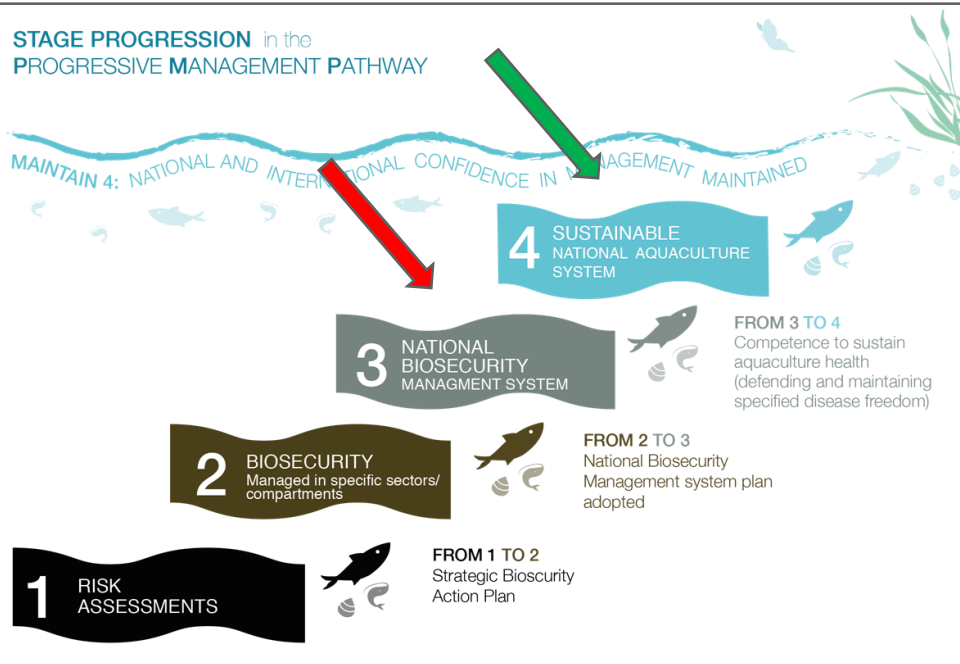 STAGE PROGRESSION in the
PROGRESSIVE MANAGEMENT PATHWAY
MAINTAIN 4: NATIONAL AND INTERNATIONAL CONFIDENCE IN MANAGEMENT MAINTAINED
4 SUSTAINABLE
NATIONAL AQUACULTURE
SYSTEM
FROM 3 TO 4
Competence to sustain
aquaculture health
(defending and maintaining
specified disease freedom)
3 NATIONAL
BIOSECURITY
MANAGMENT SYSTEM
FROM 2 TO 3
National Biosecurity
Management system plan
adopted
2 BIOSECURITY
Managed in specific sectors/
compartments
FROM 1 TO 2
Strategic Bioscurity
Action Plan
1 RISK
ASSESSMENTS